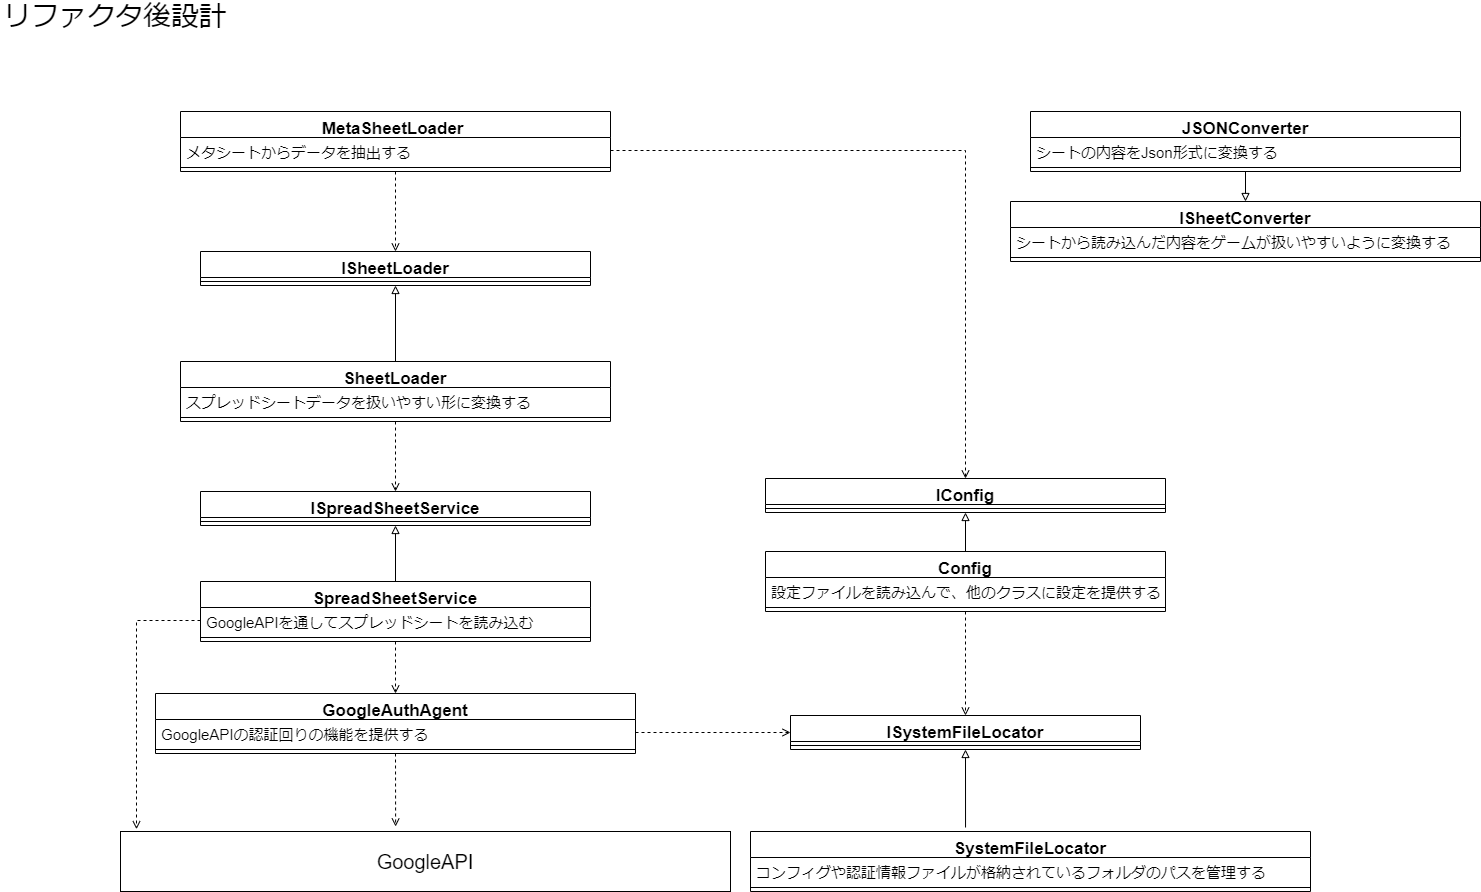 リファクタ後設計
MetaSheetLoader
メタシートからデータを抽出する
JSONConverter
シートの内容をJson形式に変換する
ISheetConverter
シートから読み込んだ内容をゲームが扱いやすいように変換する
ISheetLoader
SheetLoader
スプレッドシートデータを扱いやすい形に変換する
ISpreadSheetService
IConfig
Config
設定ファイルを読み込んで、他のクラスに設定を提供する
SpreadSheetService
GoogleAPIを通してスプレッドシートを読み込む
GoogleAuthAgent
GoogleAPIの認証回りの機能を提供する
ISystemFileLocator
GoogleAPI
SystemFileLocator
コンフィグや認証情報ファイルが格納されているフォルダのパスを管理する